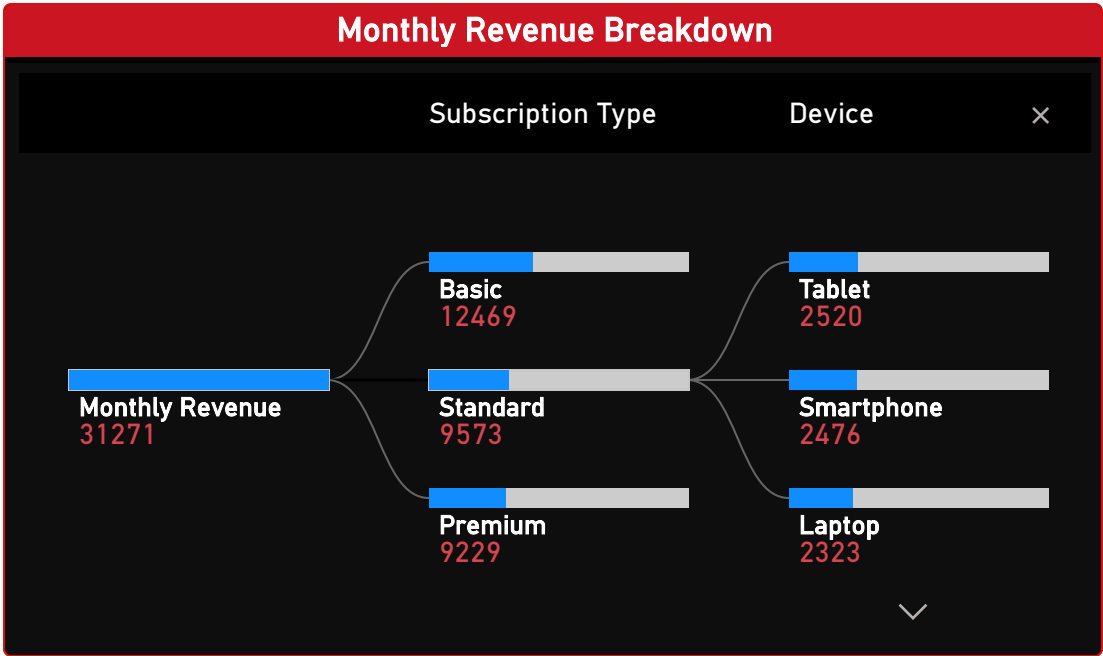 Monthly Revenue Breakdown
Subscription Type
Device
Basic
12469
Tablet
2520
Monthly Revenue
31271
Standard
9573
Smartphone
2476
Premium
9229
Laptop
2323